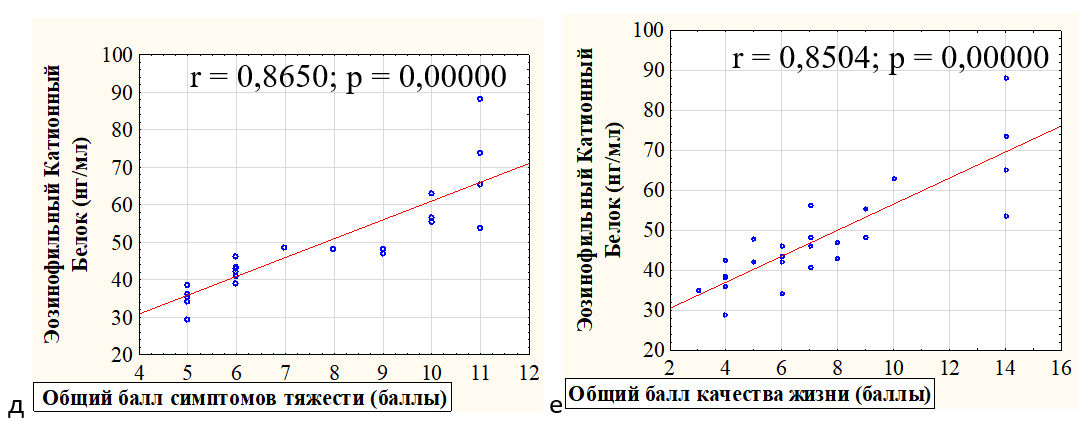 r = 0,8650; p = 0,00000
Эозинофильный Катионный
Белок (нг/мл)
100
90
80
70
60
50
40
30
20
4 5 6 7 8 9 10 11 12
Общий балл симптомов тяжести (баллы)
д
r = 0,8504; p = 0,00000
Эозинофильный Катионный
Белок (нг/мл)
100
90
80
70
60
50
40
30
20
2 4 6 8 10 12 14 16
Общий балл качества жизни (баллы)
е